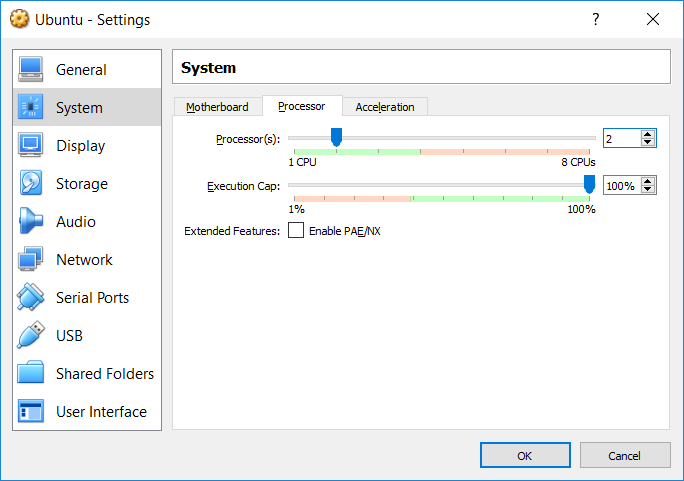 Ubuntu - Settings
?
General
System
Display
Storage
Audio
Network
Serial Ports
USB
Shared Folders
User Interface
System
Motherboard Processor Acceleration
Processor(s): 2
1 CPU 8 CPUs
Execution Cap: 100%
1% 100%
Extended Features: Enable PAE/NX
OK Cancel